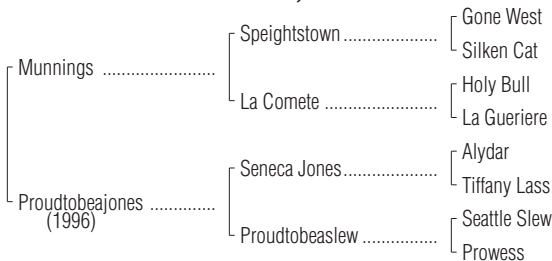 Gone West
Speightstown ....................
Silken Cat
Munnings ........................
Holy Bull
La Comete ........................
La Gueriere
Alydar
Seneca Jones....................
Tiffany Lass
Proudtobeajones ..............
(1996)
Seattle Slew
Proudtobeaslew ................
Prowess